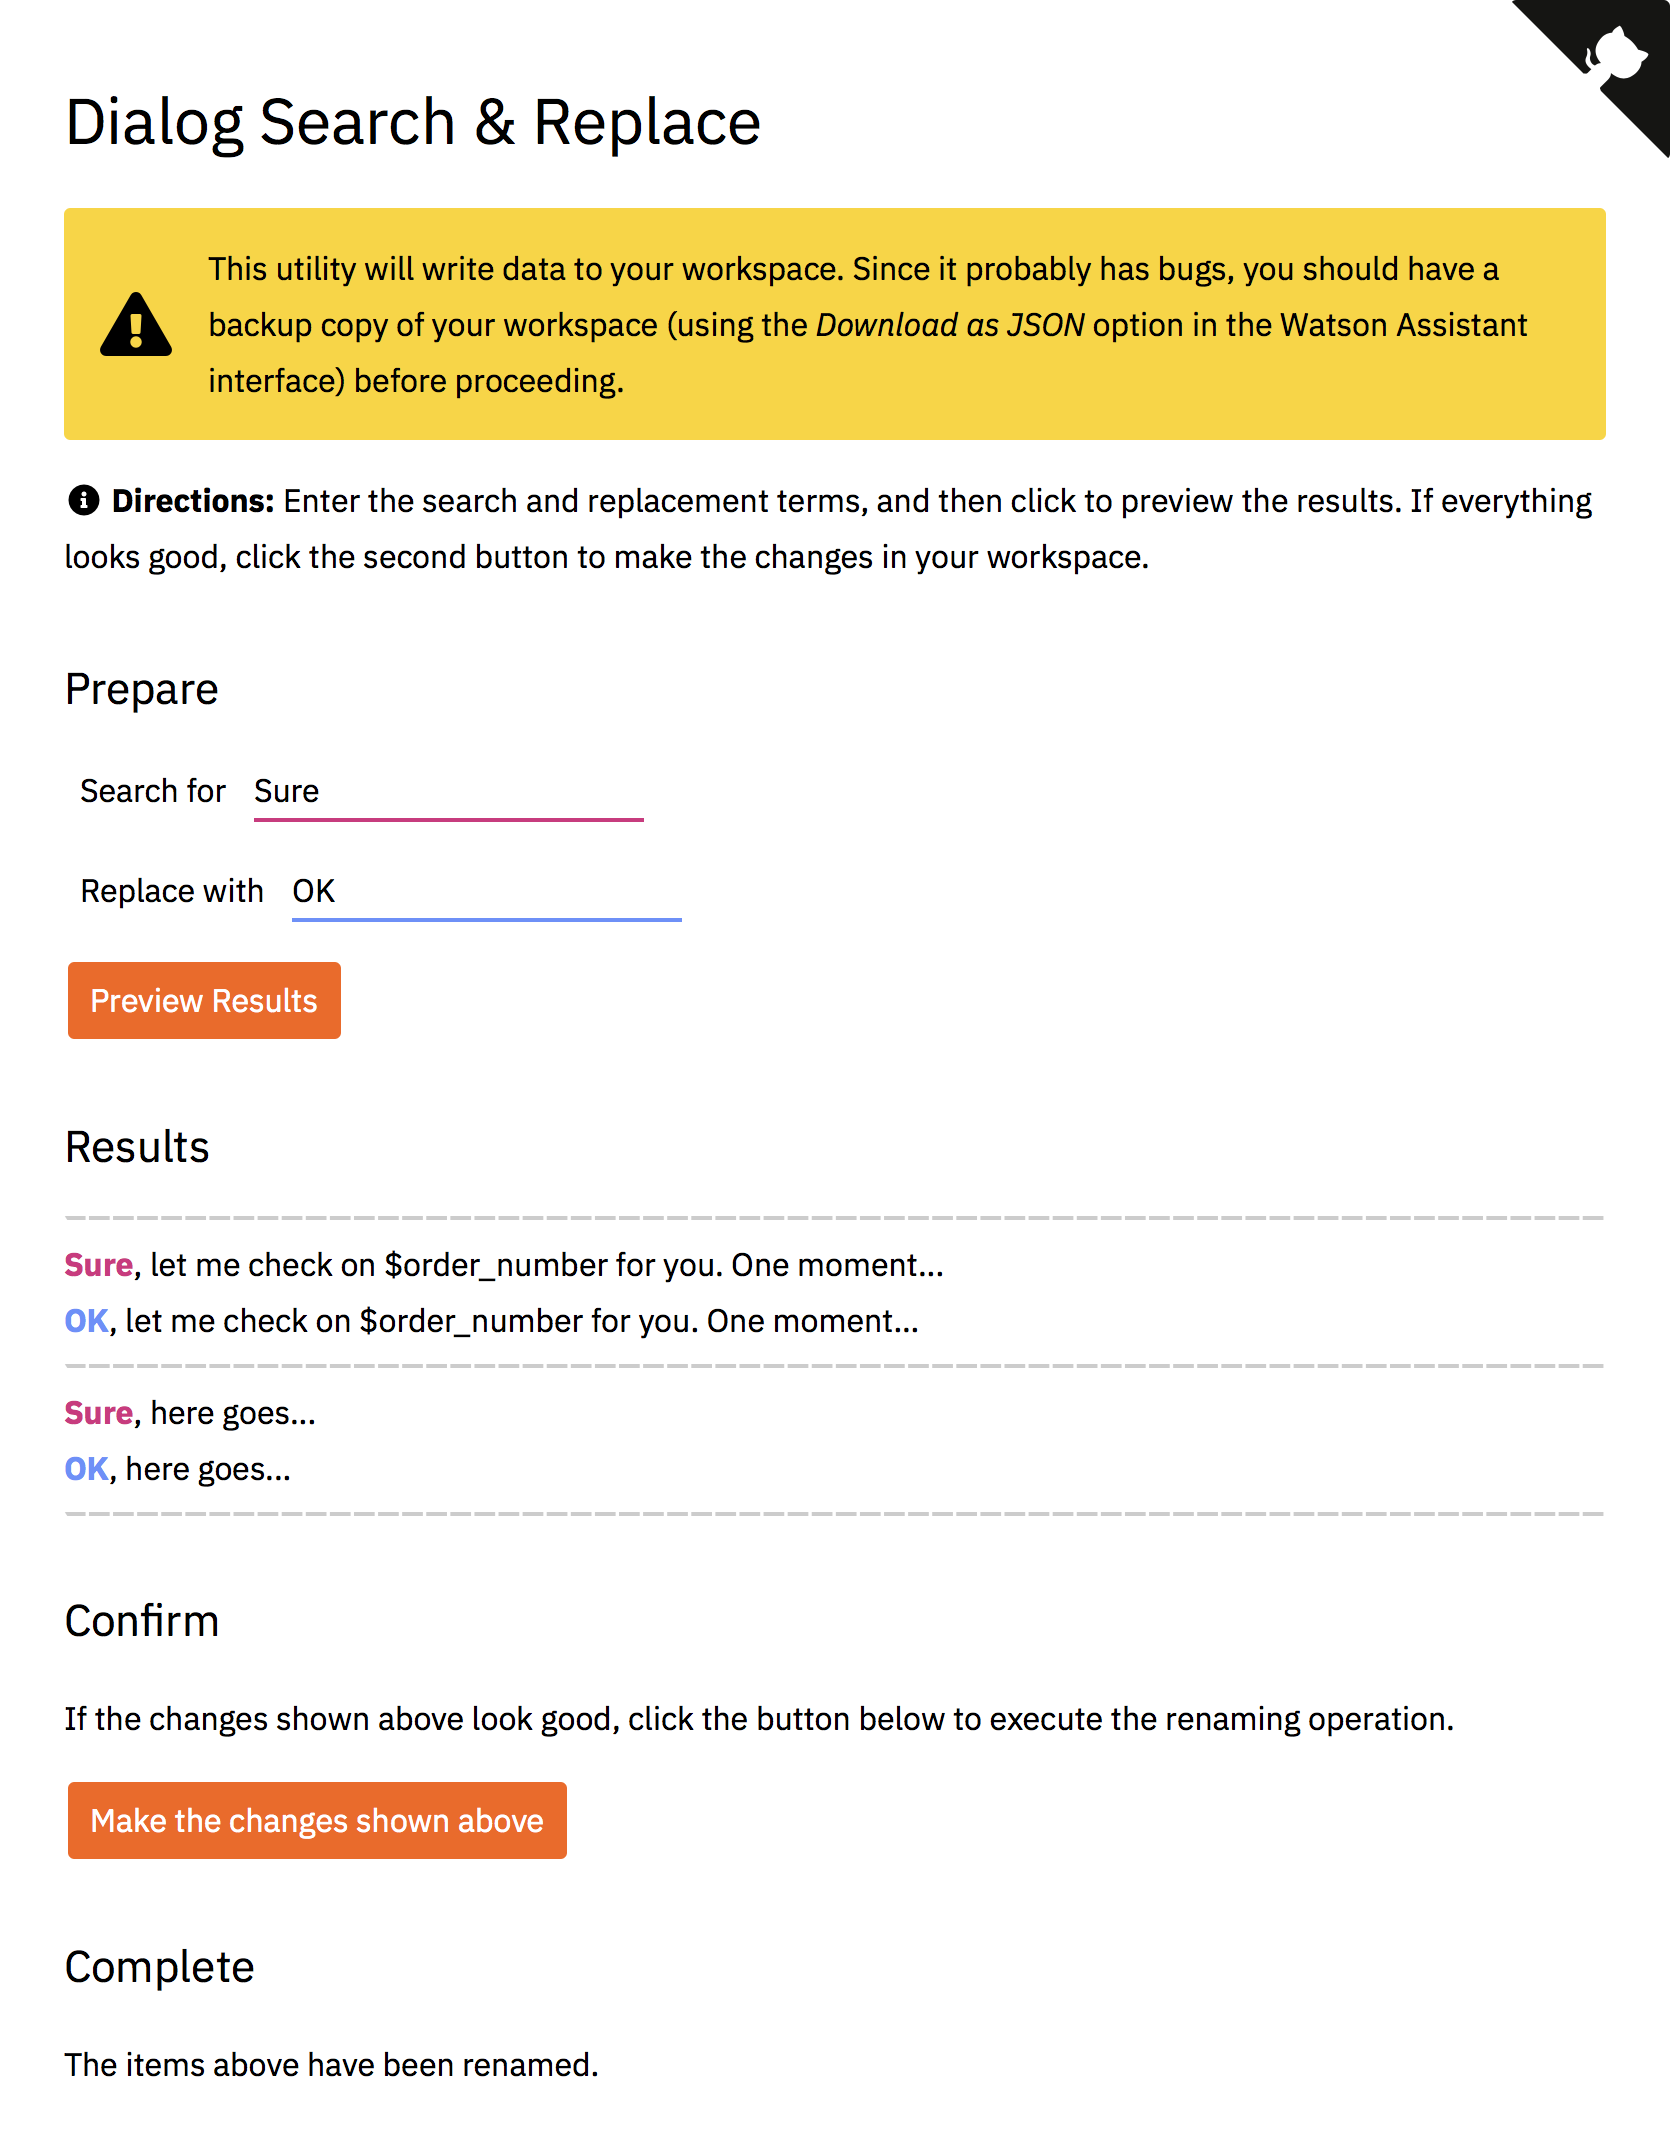 Dialog Search & Replace
This utility will write data to your workspace. Since it probably has bugs, you should have a
backup copy of your workspace (using the Download as JSON option in the Watson Assistant
interface) before proceeding.
Directions: Enter the search and replacement terms, and then click to preview the results. If everything
looks good, click the second button to make the changes in your workspace.
Prepare
Search for Sure
Replace with OK
Preview Results
Results
Sure, let me check on $order_number for you. One moment...
OK, let me check on $order_number for you. One moment...
Sure, here goes...
OK, here goes...
Confirm
If the changes shown above look good, click the button below to execute the renaming operation.
Make the changes shown above
Complete
The items above have been renamed.